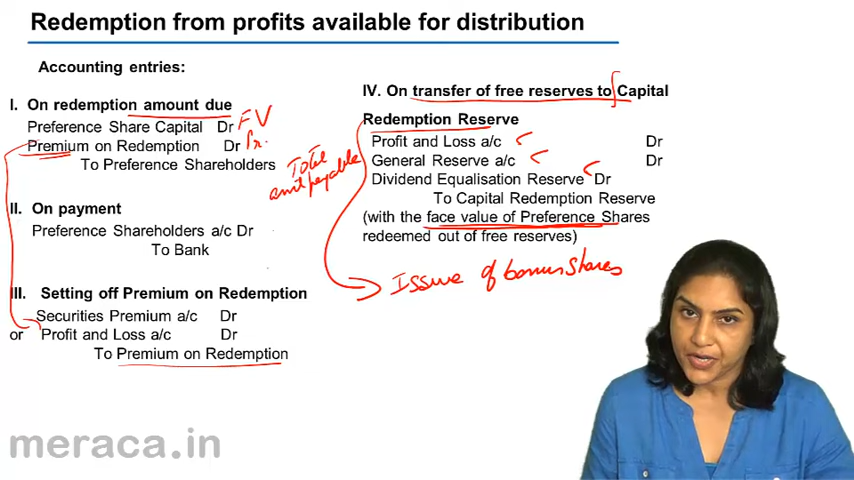 Redemption from profits available for distribution
Accounting entries:
I. On redemption amount due
Preference Share Capital Dr FV
Premium on Redemption Dr Pr.
To Preference Shareholders
Total
amt payable
II. On payment
Preference Shareholders a/c Dr
To Bank
III. Setting off Premium on Redemption
Securities Premium a/c Dr
or Profit and Loss a/c Dr
To Premium on Redemption
IV. On transfer of free reserves to Capital
Redemption Reserve
Profit and Loss a/c Dr
General Reserve a/c Dr
Dividend Equalisation Reserve Dr
To Capital Redemption Reserve
(with the face value of Preference Shares
redeemed out of free reserves)
Issue of bonus shares
meraca.in